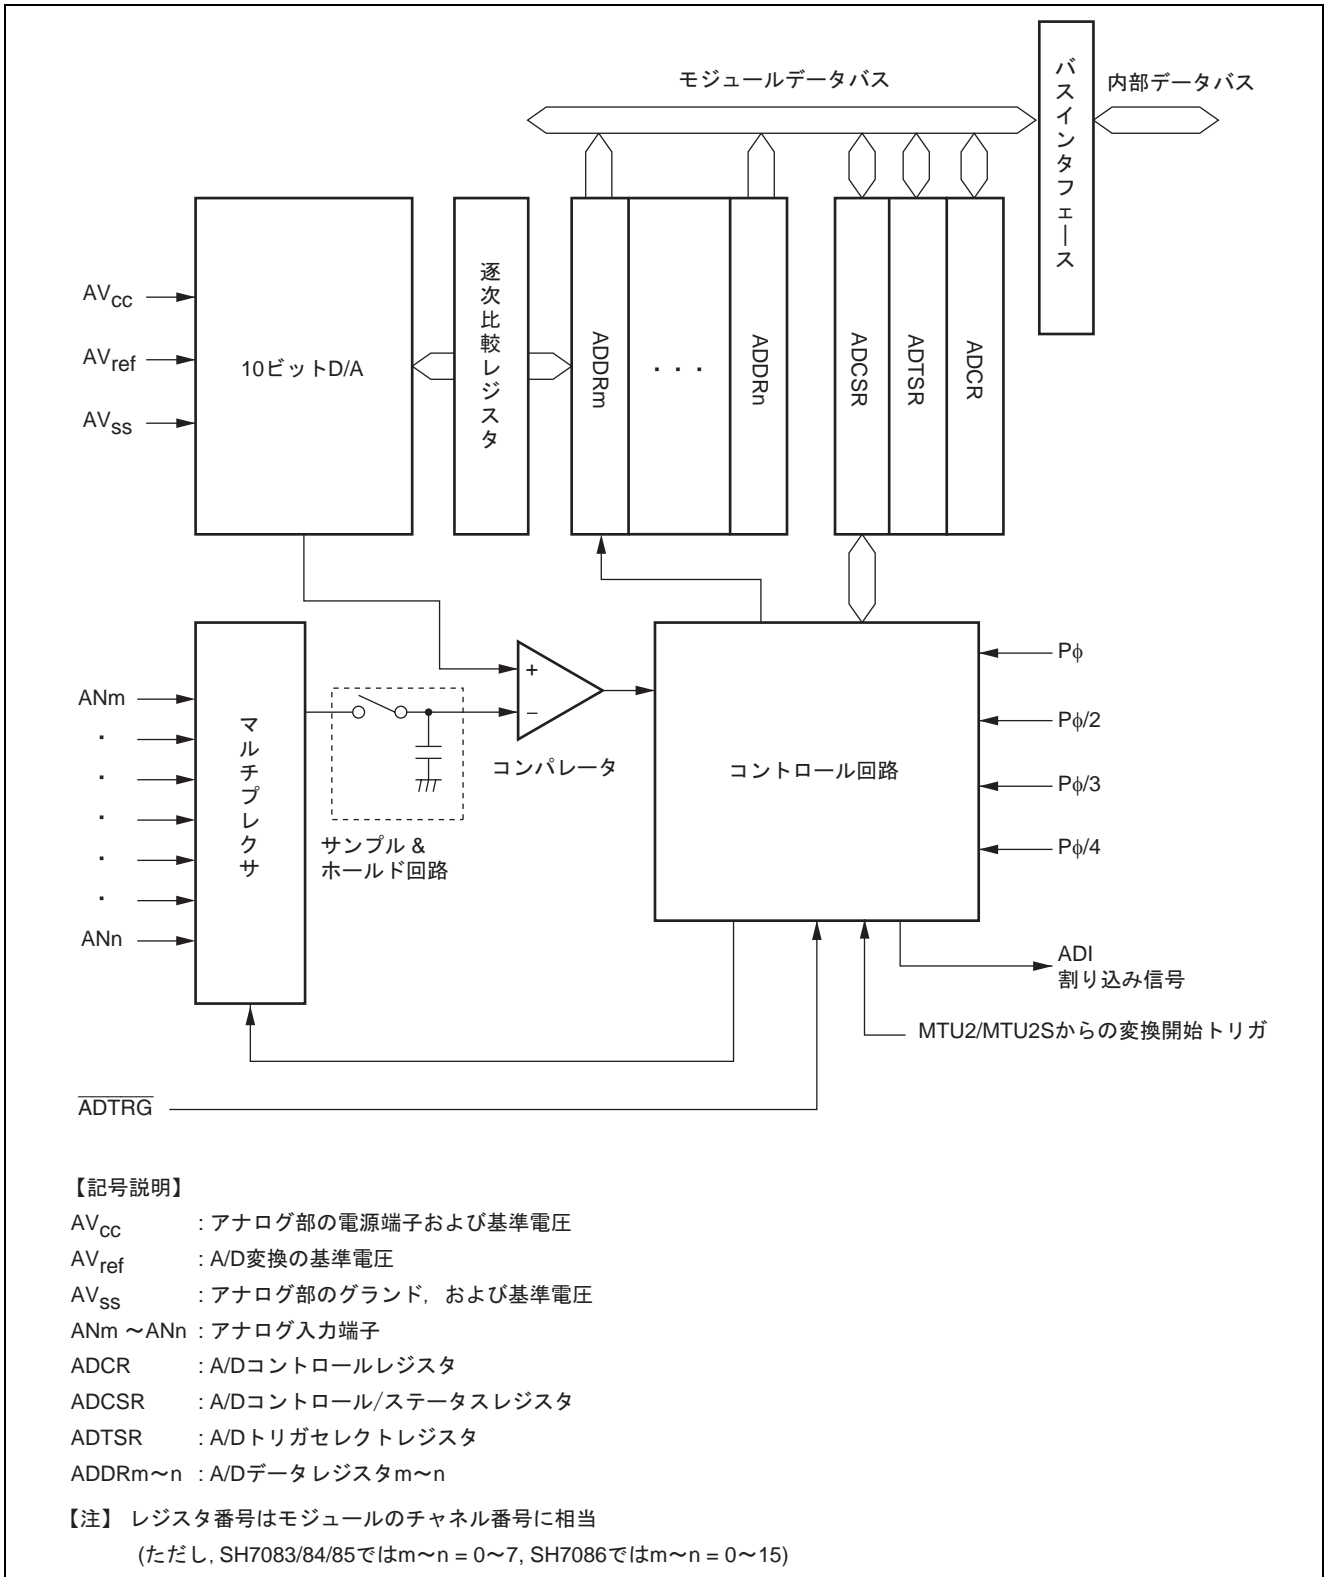 モジュールデータバス
バスインタフェース
内部データバス
AVcc
AVref
AVss
10ビットD/A
逐次比較レジスタ
ADDRm
・・・
ADDRn
ADCSR
ADTSR
ADCR
ANm
・
・
・
・
・
ANn
マルチプレクサ
サンプル &
ホールド回路
+
−
コンパレータ
コントロール回路
Pφ
Pφ/2
Pφ/3
Pφ/4
ADI
割り込み信号
MTU2/MTU2Sからの変換開始トリガ
ADTRG
【記号説明】
AVcc : アナログ部の電源端子および基準電圧
AVref : A/D変換の基準電圧
AVss : アナログ部のグランド，および基準電圧
ANm ～ANn : アナログ入力端子
ADCR : A/Dコントロールレジスタ
ADCSR : A/Dコントロール/ステータスレジスタ
ADTSR : A/Dトリガセレクトレジスタ
ADDRm～n : A/Dデータレジスタm～n
【注】 レジスタ番号はモジュールのチャネル番号に相当
(ただし, SH7083/84/85ではm～n = 0～7, SH7086ではm～n = 0～15)